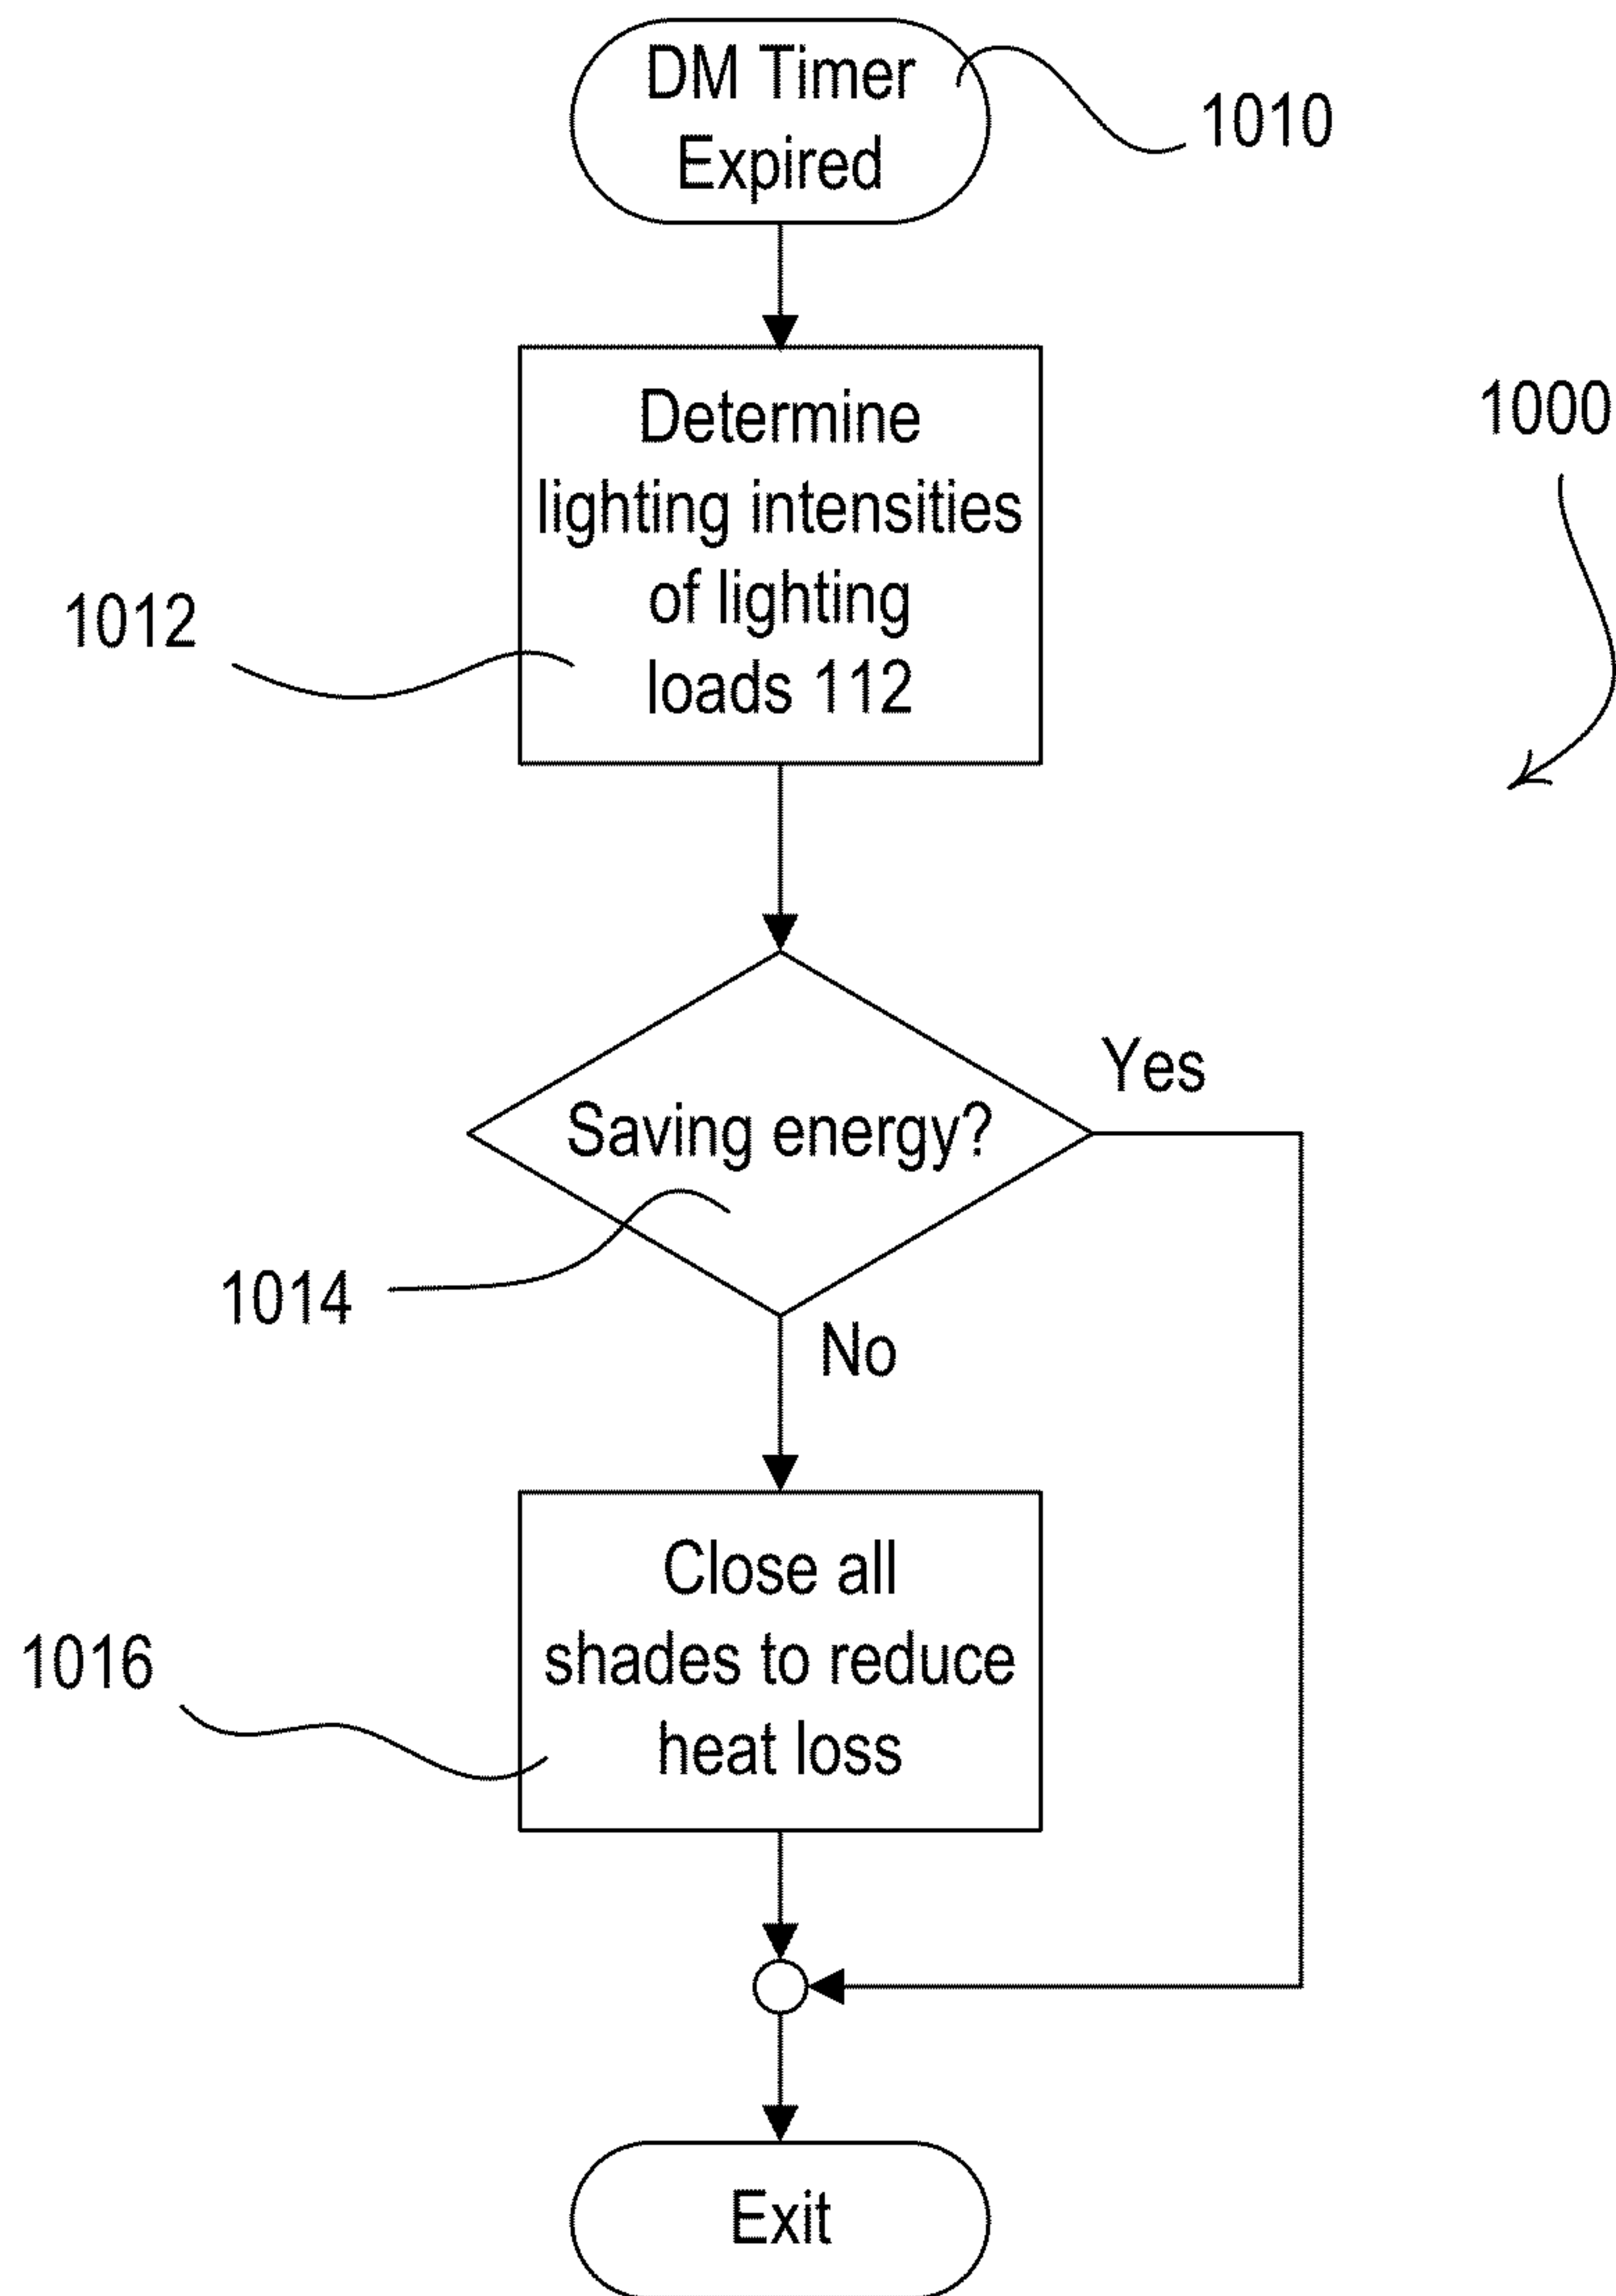 DM Timer
Expired
1010
Determine
lighting intensities
of lighting
loads 112
1012
1000
Saving energy?
Yes
1014
No
Close all
shades to reduce
heat loss
1016
Exit